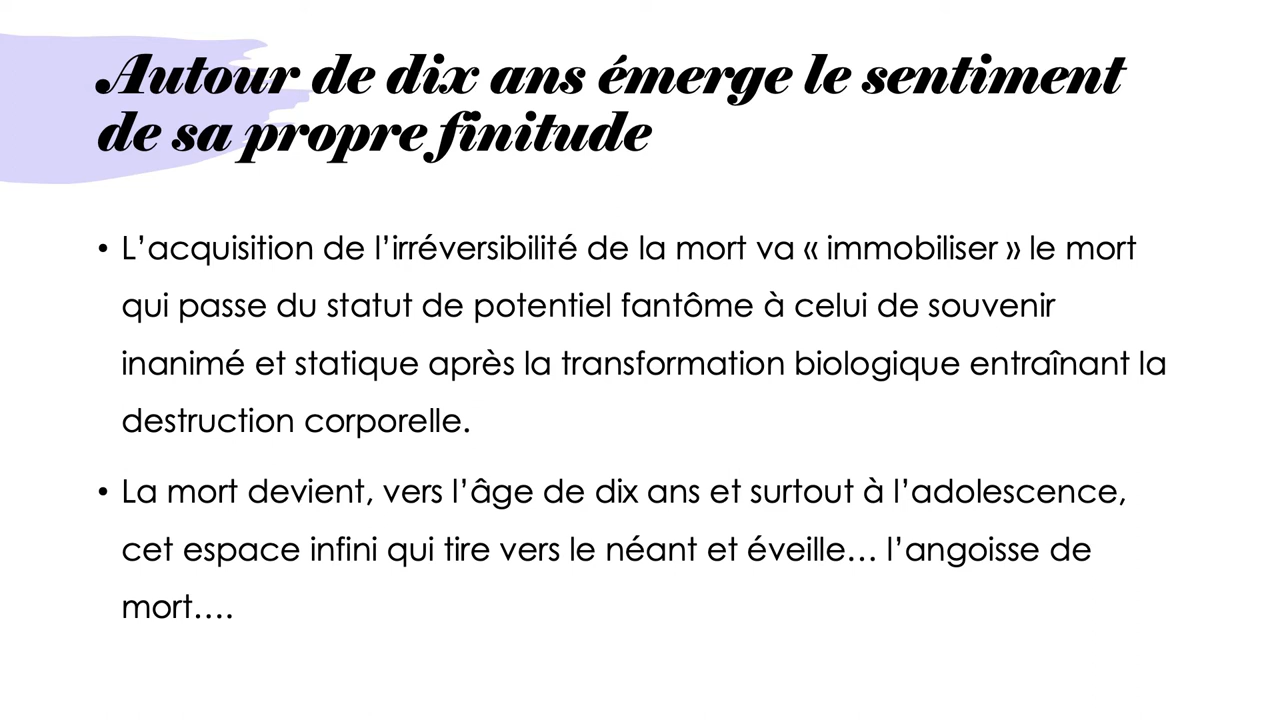 Autour de dix ans émerge le sentiment
de sa propre finitude
• L’acquisition de l’irréversibilité de la mort va « immobiliser » le mort
qui passe du statut de potentiel fantôme à celui de souvenir
inanimé et statique après la transformation biologique entraînant la
destruction corporelle.
• La mort devient, vers l’âge de dix ans et surtout à l’adolescence,
cet espace infini qui tire vers le néant et éveille… l’angoisse de
mort….